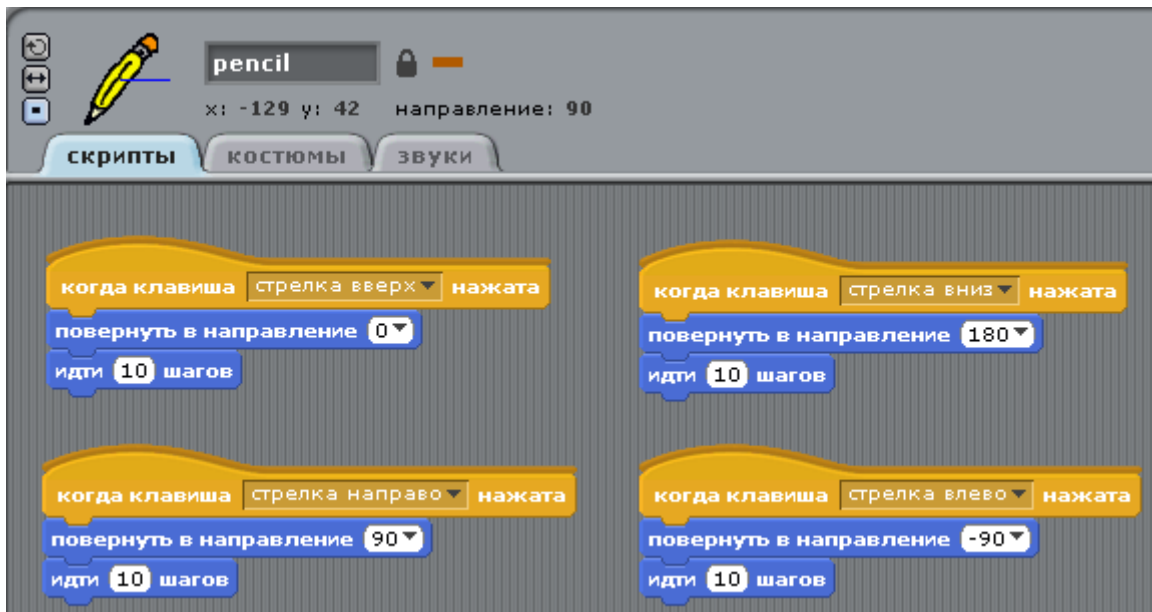 pencil
x: -129 y: 42 направление: 90
скрипты костюмы звуки
когда клавиша стрелка вверх нажата
повернуть в направление 0
идти 10 шагов
когда клавиша стрелка вниз нажата
повернуть в направление 180
идти 10 шагов
когда клавиша стрелка направо нажата
повернуть в направление 90
идти 10 шагов
когда клавиша стрелка влево нажата
повернуть в направление -90
идти 10 шагов